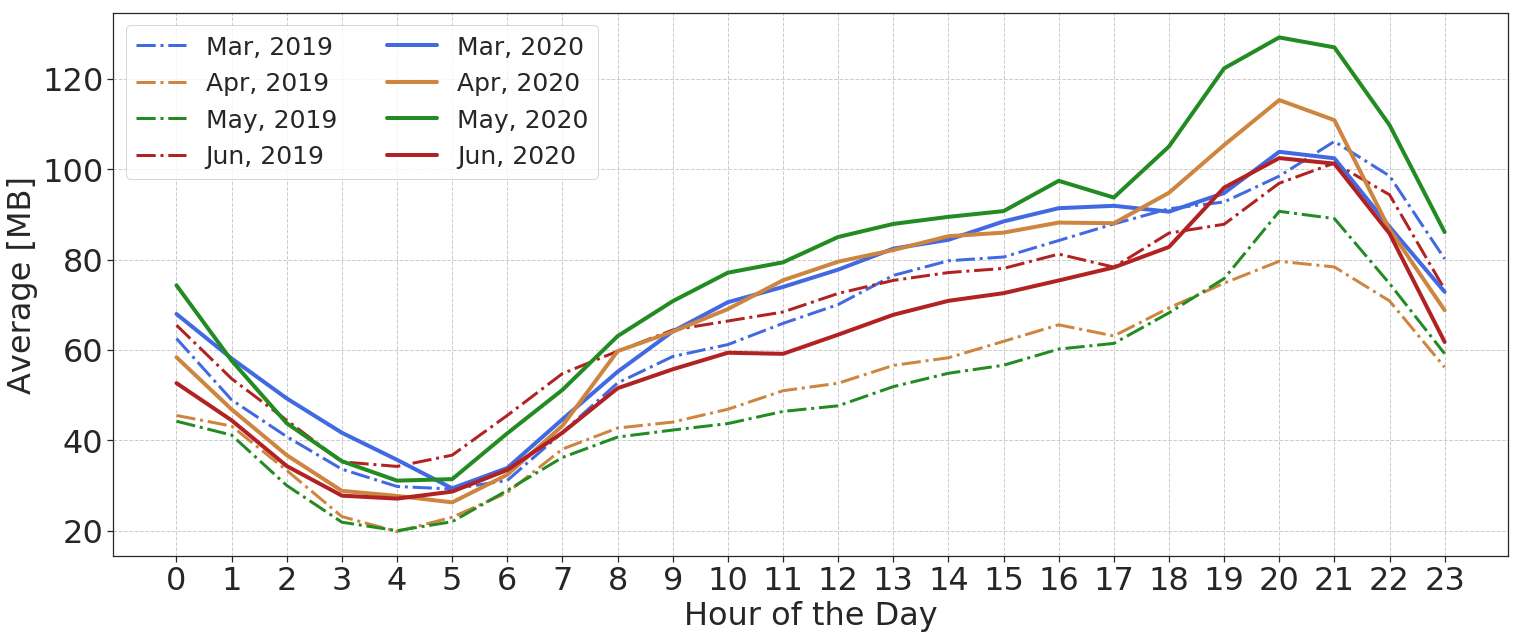 Mar, 2019
Apr, 2019
May, 2019
Jun, 2019
Mar, 2020
Apr, 2020
May, 2020
Jun, 2020
Average [MB]
120
100
80
60
40
20
0 1 2 3 4 5 6 7 8 9 10 11 12 13 14 15 16 17 18 19 20 21 22 23
Hour of the Day